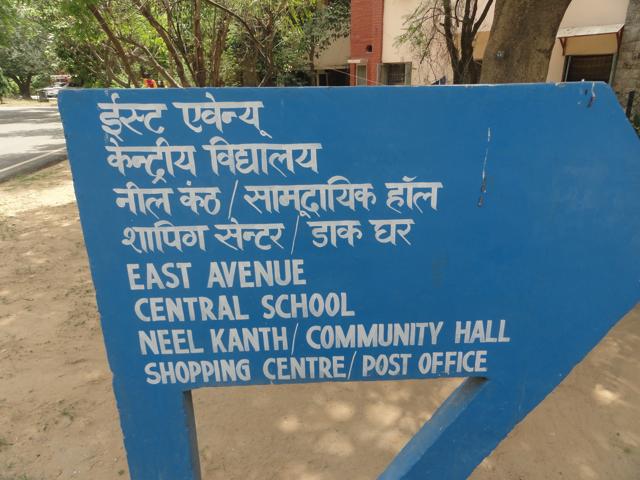 ईस्ट एवेन्यू
केन्द्रीय विद्यालय
नील कंठ/सामूदायिक हॉल
शापिग सेन्टर/डाक घर
EAST AVENUE
CENTRAL SCHOOL
NEEL KANTH/COMMUNITY HALL
SHOPPING CENTRE/POST OFFICE